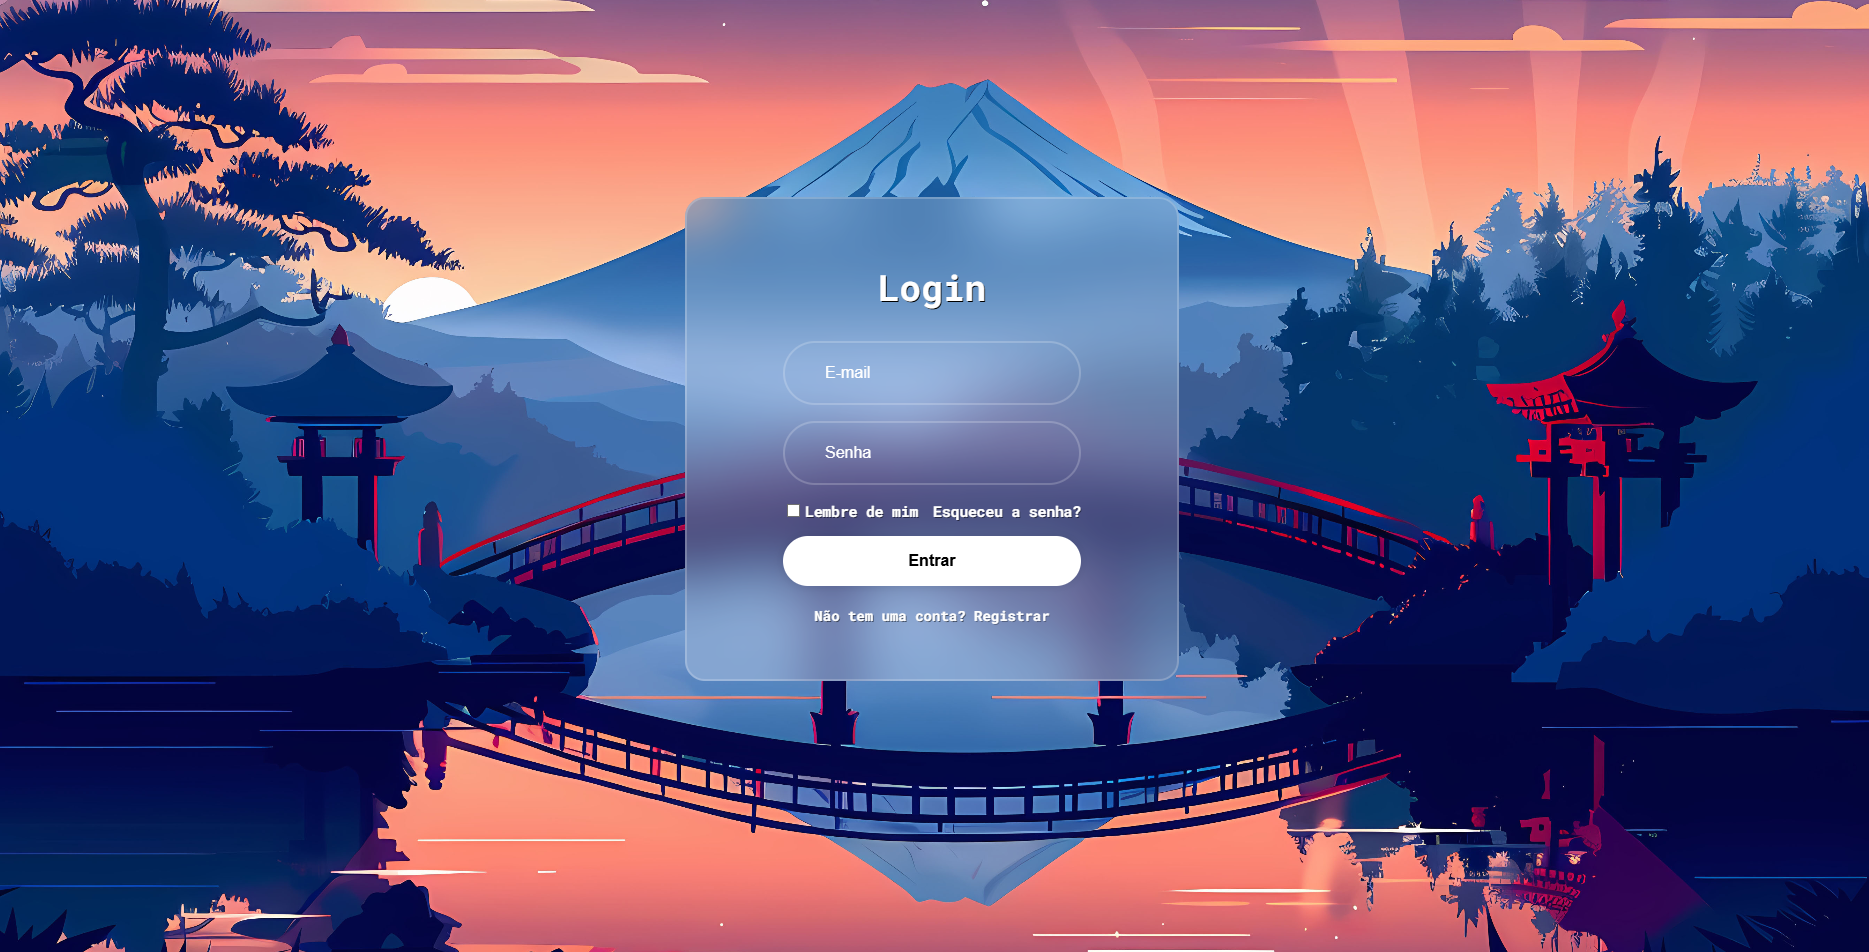 Login
E-mail
Senha
Lembre de mim Esqueceu a senha?
Entrar
Não tem uma conta? Registrar